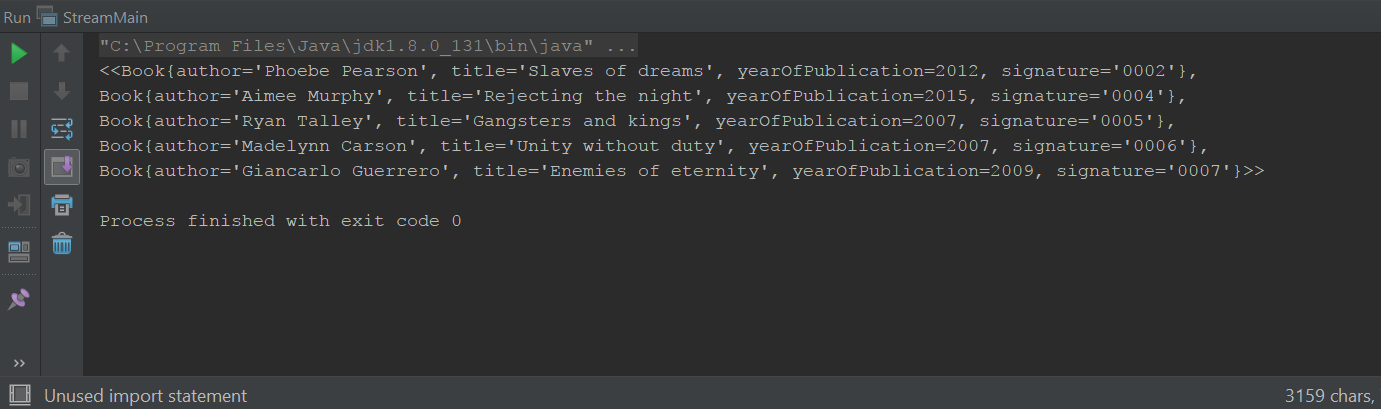 Run StreamMain
"C:\Program Files\Java\jdk1.8.0_131\bin\java" ...
<<Book{author='Phoebe Pearson', title='Slaves of dreams', yearOfPublication=2012, signature='0002'},
Book{author='Aimee Murphy', title='Rejecting the night', yearOfPublication=2015, signature='0004'},
Book{author='Ryan Talley', title='Gangsters and kings', yearOfPublication=2007, signature='0005'},
Book{author='Madelynn Carson', title='Unity without duty', yearOfPublication=2007, signature='0006'},
Book{author='Giancarlo Guerrero', title='Enemies of eternity', yearOfPublication=2009, signature='0007'}>>
Process finished with exit code 0
Unused import statement 3159 chars,